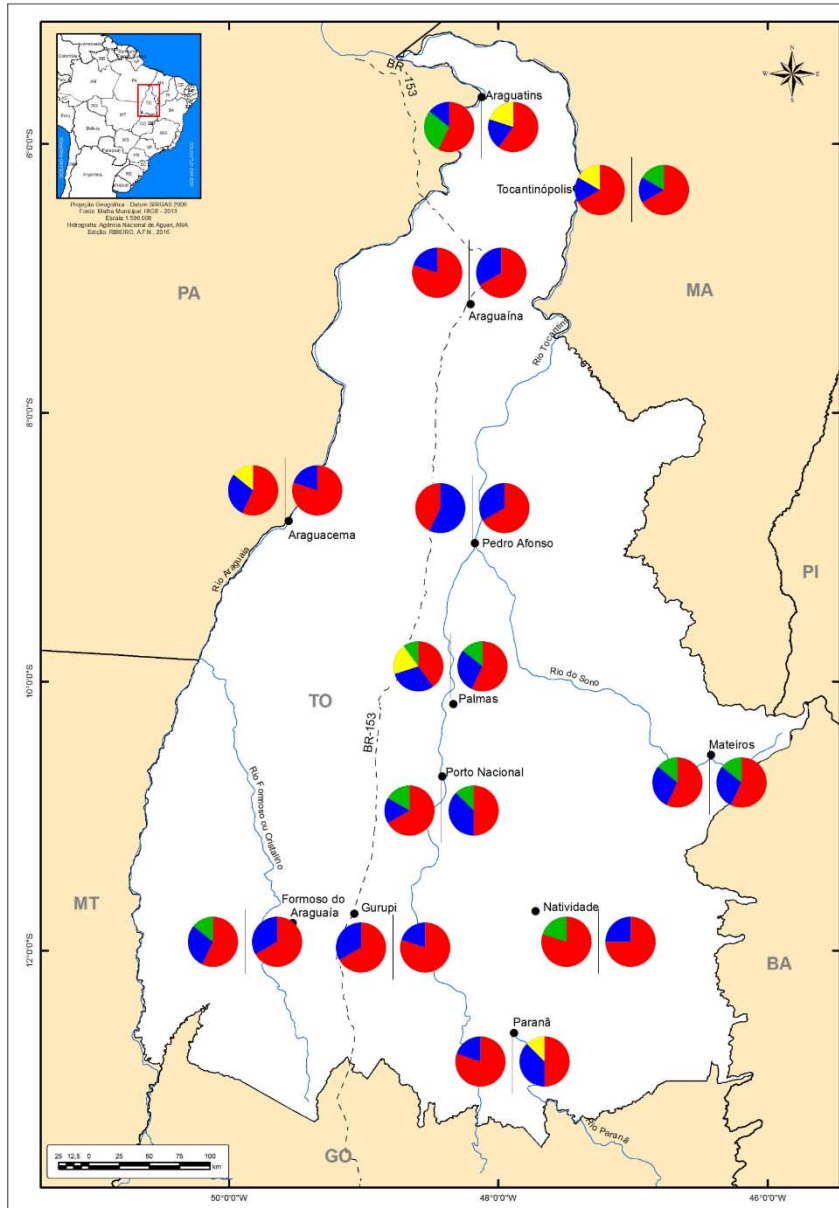 BR -153
Araguatins
N
W
E
S
6°0'0"S
Tocantinópolis
Projeção Geográfica - Datum SIRGAS 2000
Fonte: Malha Municipal, IBGE - 2013
Hidrografia: Agência Nacional de Águas, ANA
Edição: RIBEIRO, A.F.N., 2016
PA
MA
Araguaína
Rio Tocantins
8°0'0"S
Araguacema
Pedro Afonso
Rio Araguaia
PI
10°0'0"S
Rio do Sono
TO
Palmas
BR-153
Mateiros
Porto Nacional
Rio Formoso ou Cristalino
MT
Formoso do
Araguaía
Gurupi
Natividade
12°0'0"S
BA
Paranã
Rio Paranã
GO
25 12,5 0 25 50 75 100
km
50°0'0"W
48°0'0"W
46°0'0"W